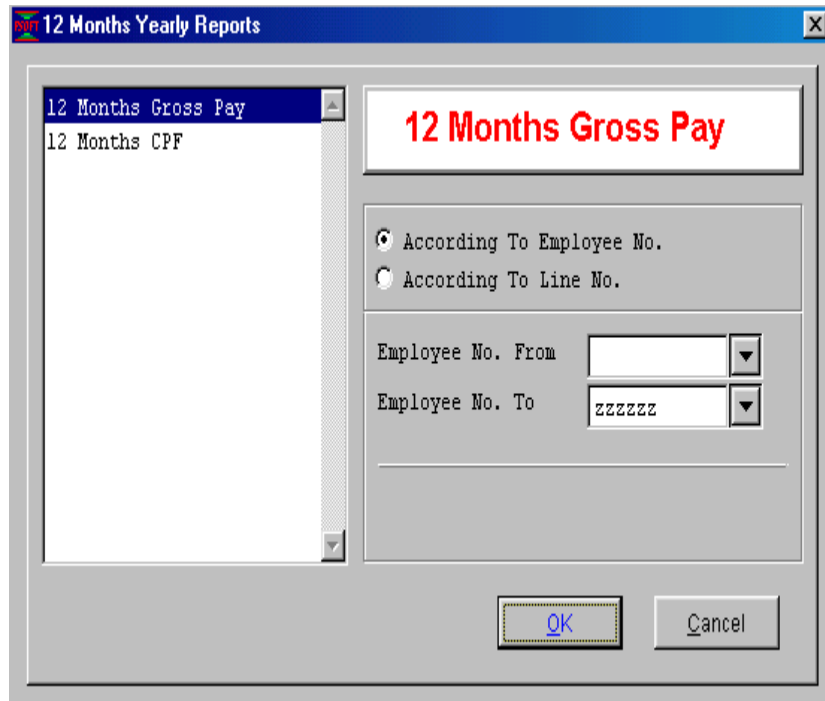 12 Months Yearly Reports
12 Months Gross Pay
12 Months CPF
12 Months Gross Pay
According To Employee No.
According To Line No.
Employee No. From
Employee No. To zzzzzz
OK Cancel